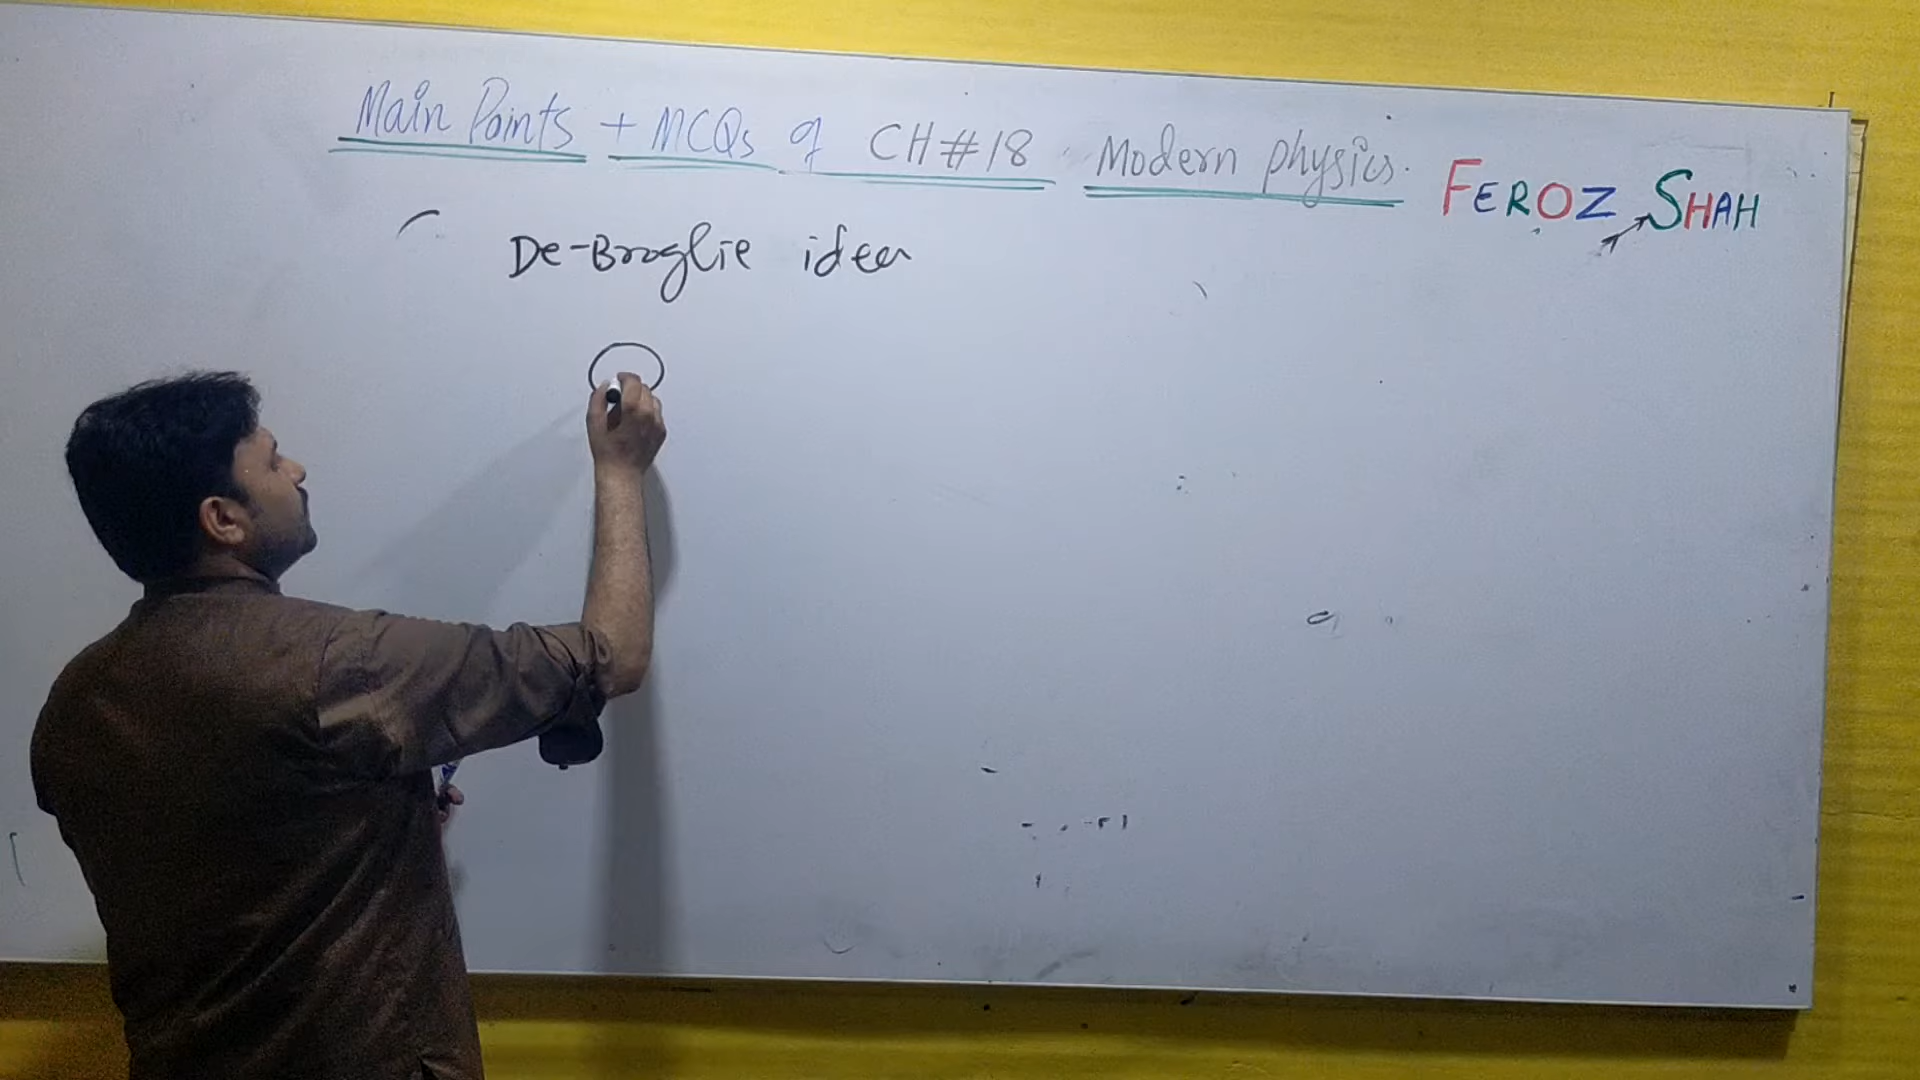 Main Points + MCQs of CH#18 Modern physics.
FEROZ SHAH
De-Broglie idea